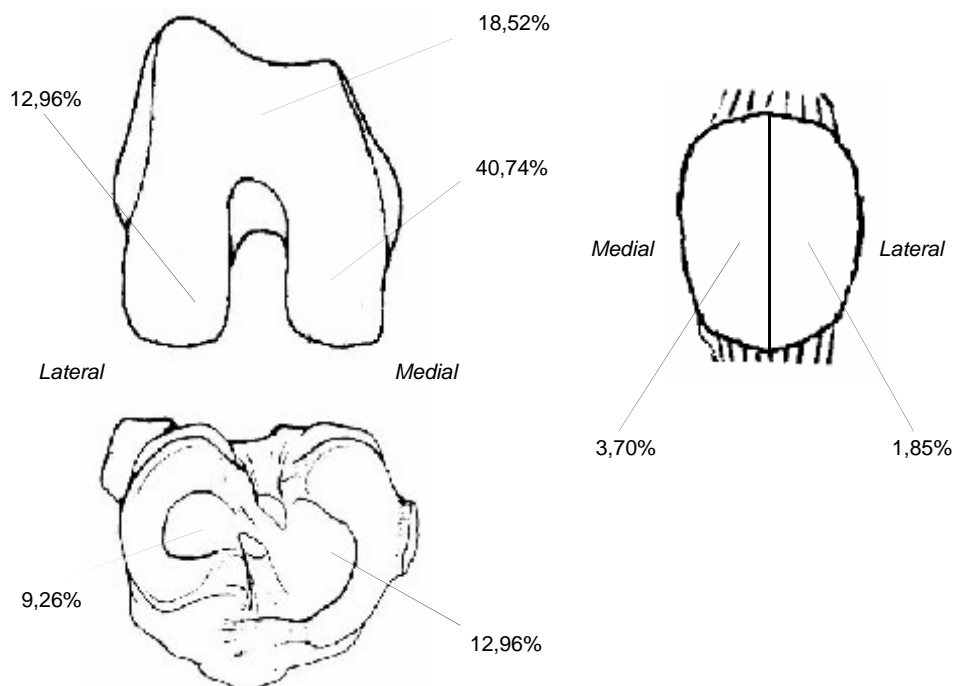 18,52%
12,96%
40,74%
Medial
Lateral
Lateral
Medial
3,70%
1,85%
9,26%
12,96%